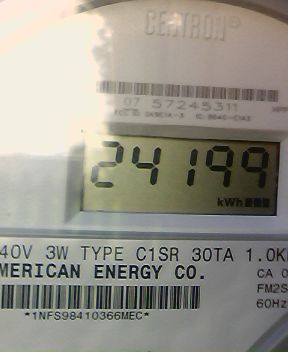 CENTRON®
07 57245311
24199
kWh
40V 3W TYPE C1SR 30TA 1.0K
MERICAN ENERGY CO.
CA 0
FM2S
60Hz
*1NFS98410366MEC*